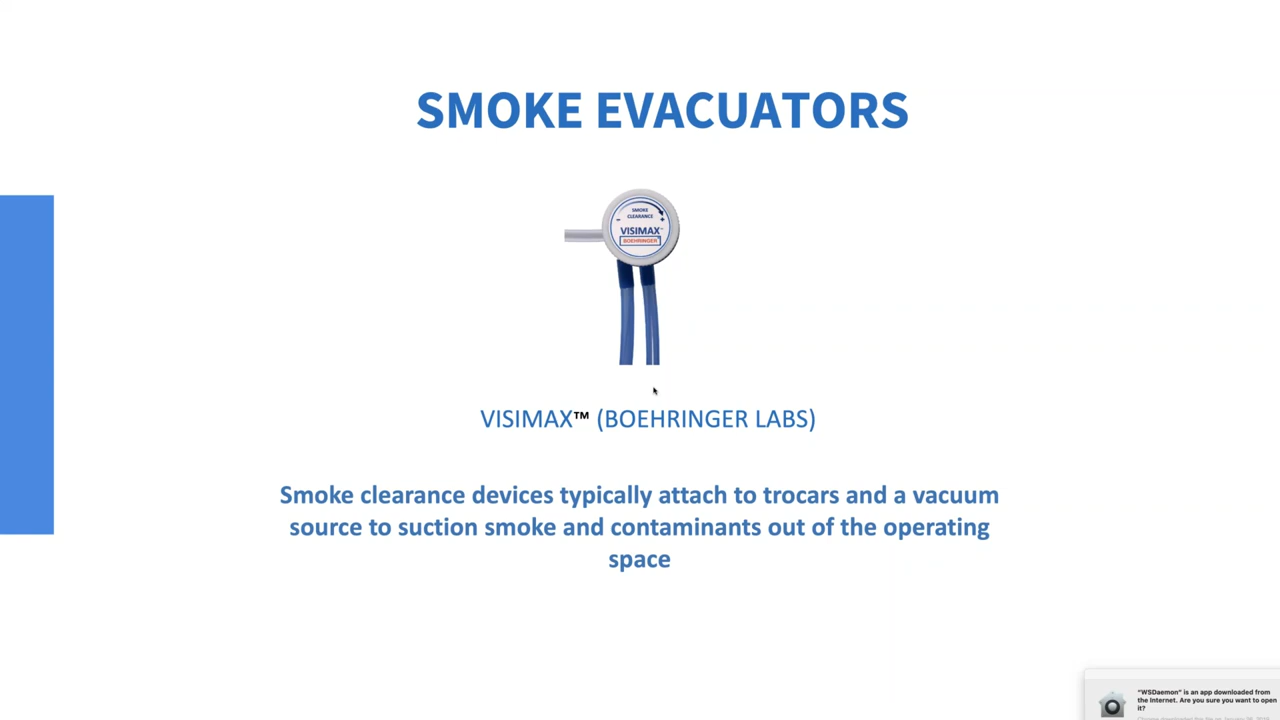 SMOKE EVACUATORS
SMOKE
CLEARANCE
- +
VISIMAX™
BOEHRINGER
VISIMAX™ (BOEHRINGER LABS)
Smoke clearance devices typically attach to trocars and a vacuum
source to suction smoke and contaminants out of the operating
space
“WSDaemon” is an app downloaded from
the Internet. Are you sure you want to open
it?